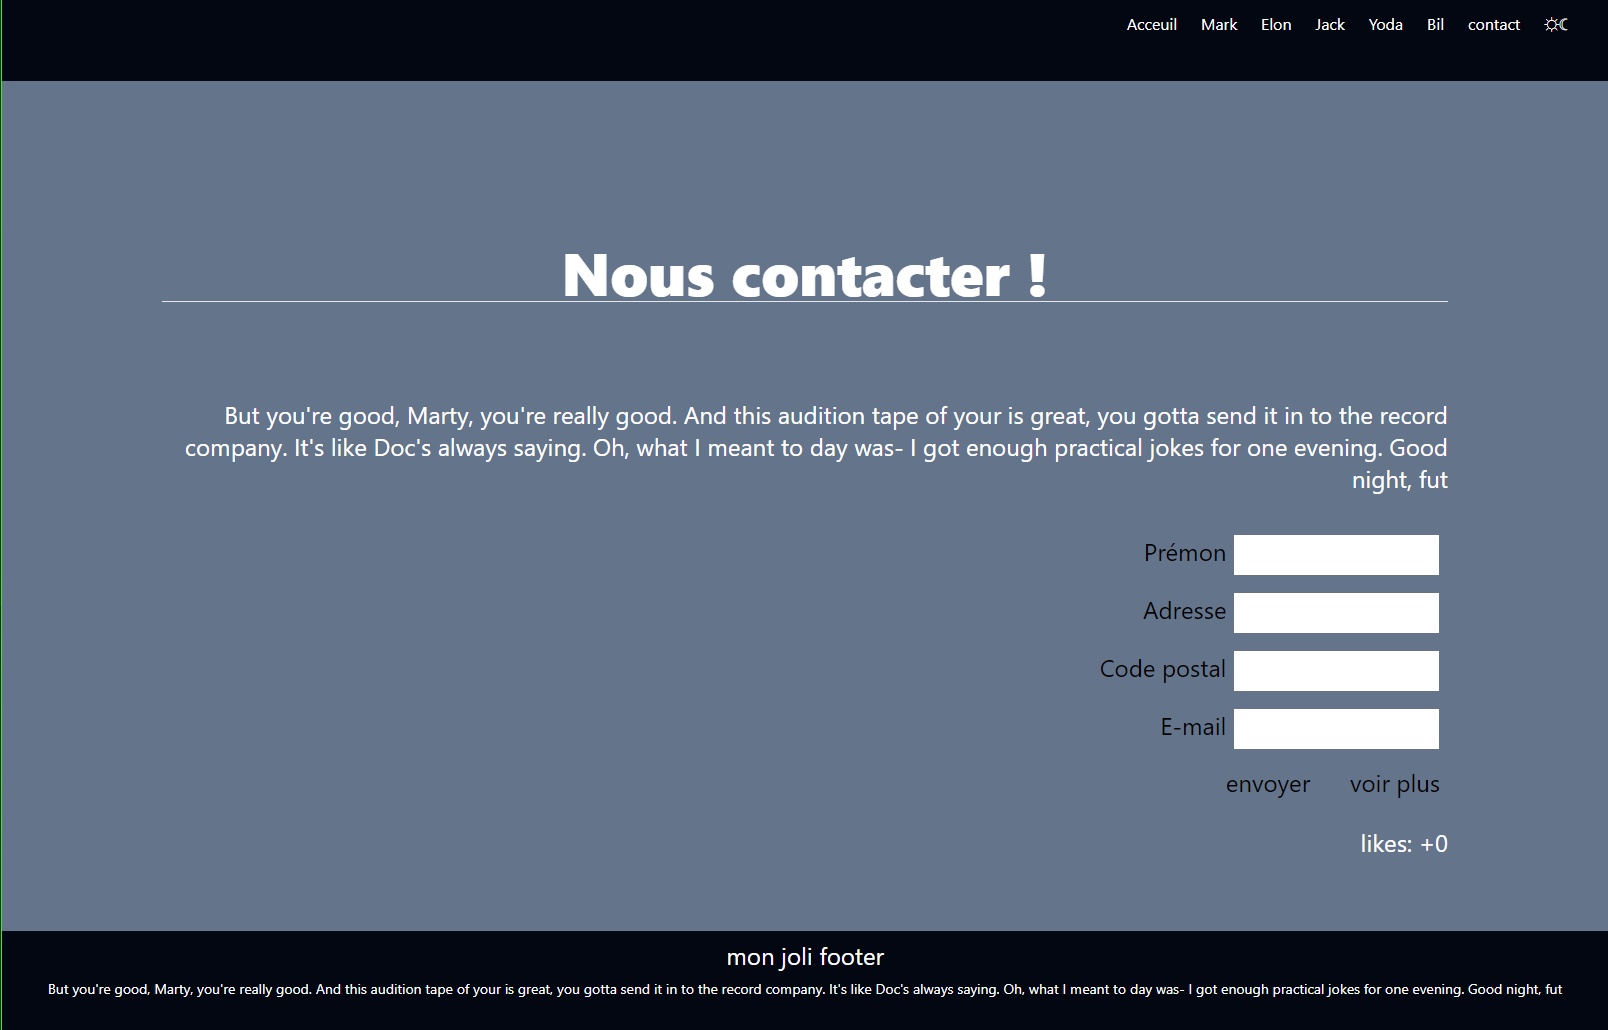 Acceuil Mark Elon Jack Yoda Bil contact ☼☾
Nous contacter !
But you're good, Marty, you're really good. And this audition tape of your is great, you gotta send it in to the record
company. It's like Doc's always saying. Oh, what I meant to day was- I got enough practical jokes for one evening. Good
night, fut
Prémon
Adresse
Code postal
E-mail
envoyer voir plus
likes: +0
mon joli footer
But you're good, Marty, you're really good. And this audition tape of your is great, you gotta send it in to the record company. It's like Doc's always saying. Oh, what I meant to day was- I got enough practical jokes for one evening. Good night, fut